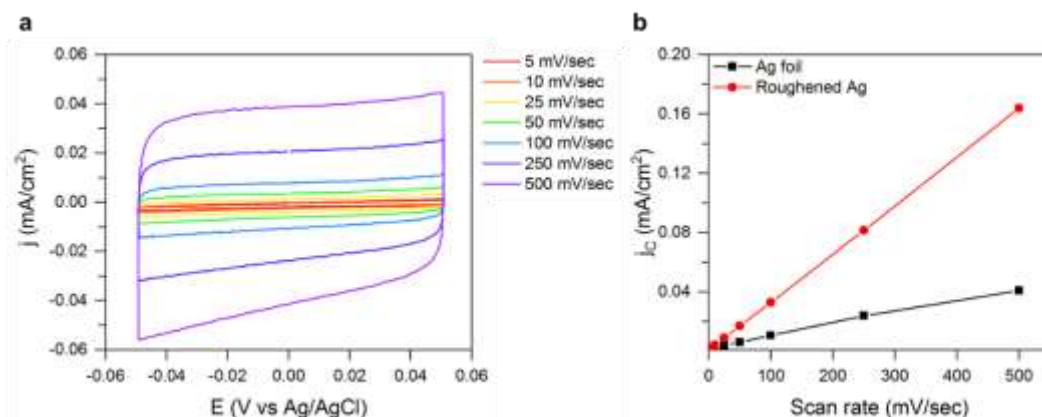 a
0.06
0.04
0.02
0.00
-0.02
-0.04
-0.06
j (mA/cm²)
-0.06
-0.04
-0.02
0.00
0.02
0.04
0.06
E (V vs Ag/AgCl)
5 mV/sec
10 mV/sec
25 mV/sec
50 mV/sec
100 mV/sec
250 mV/sec
500 mV/sec
b
0.20
0.16
0.12
0.08
0.04
j_C (mA/cm²)
Ag foil
Roughened Ag
0
100
200
300
400
500
Scan rate (mV/sec)